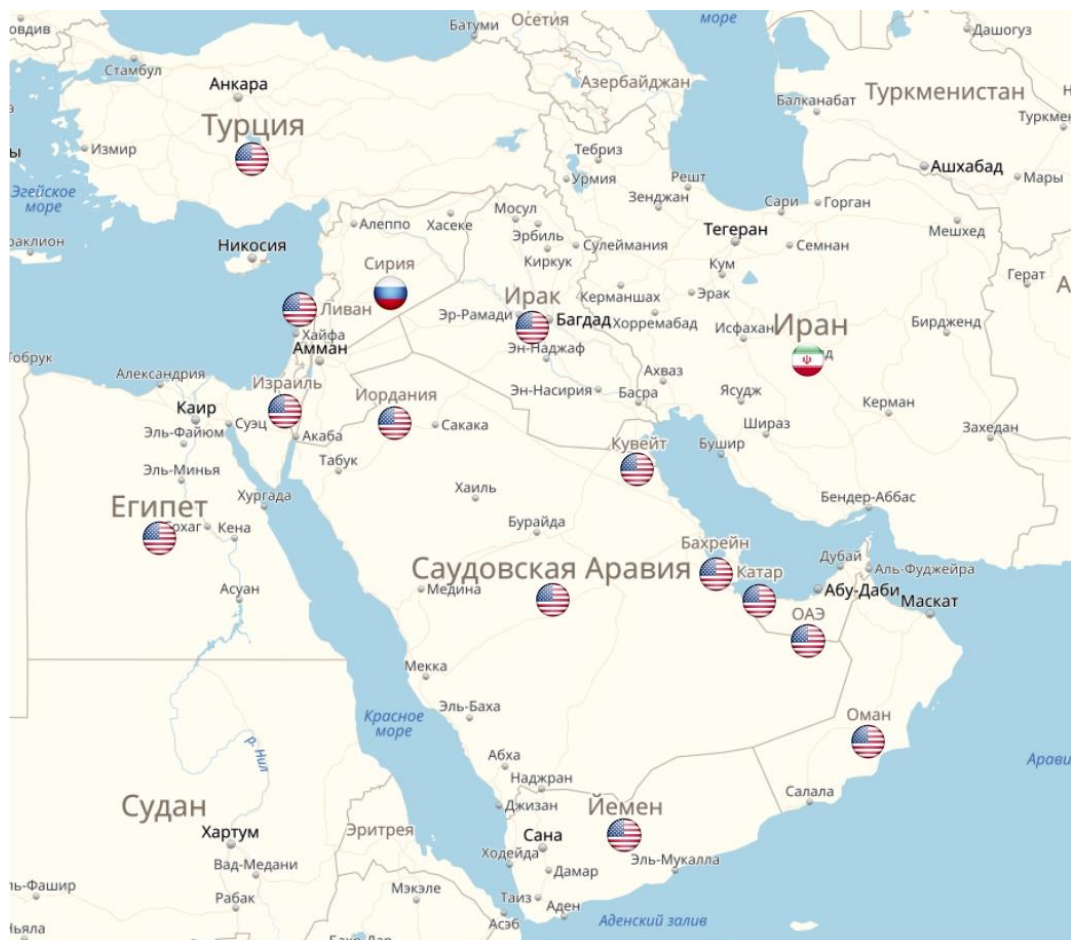 море
Осетия
Батуми
Дашогуз
Стамбул
Анкара
Азербайджан
Туркменистан
Балканабат
Турция
Измир
Тебриз
Урмия
Решт
Ашхабад
Мары
Эгейское
море
Зенджан
Сари
Горган
Мосул
Алеппо
Хасеке
Эрбиль
Сулеймания
Тегеран
Мешхед
Никосия
Семнан
Киркук
Кум
Сирия
Герат
Ирак
Керманшах
Эрак
Ливан
Эр-Рамади
Багдад
Хорремабад
Исфахан
Иран
Бирдженд
Хайфа
Амман
Эн-Наджаф
Тобрук
Александрия
Израиль
Иордания
Эн-Насирия
Ахваз
Басра
Ясудж
Каир
Суэц
Керман
Эль-Файюм
Акаба
Сакака
Шираз
Захедан
Кувейт
Бушир
Эль-Минья
Табук
Хургада
Хаиль
Бендер-Аббас
Египет
Кена
Бурайда
Бахрейн
Дубай
Саудовская Аравия
Катар
Аль-Фуджейра
Асуан
Медина
Абу-Даби
Маскат
ОАЭ
Мекка
Эль-Баха
Красное
море
Оман
р. Нил
Абха
Наджран
Салала
Судан
Джизан
Йемен
Хартум
Эритрея
Сана
Ходейда
Эль-Мукалла
Вад-Медани
Дамар
Мэкэле
Рабак
Таиз
Аден
Асэб
Аденский залив